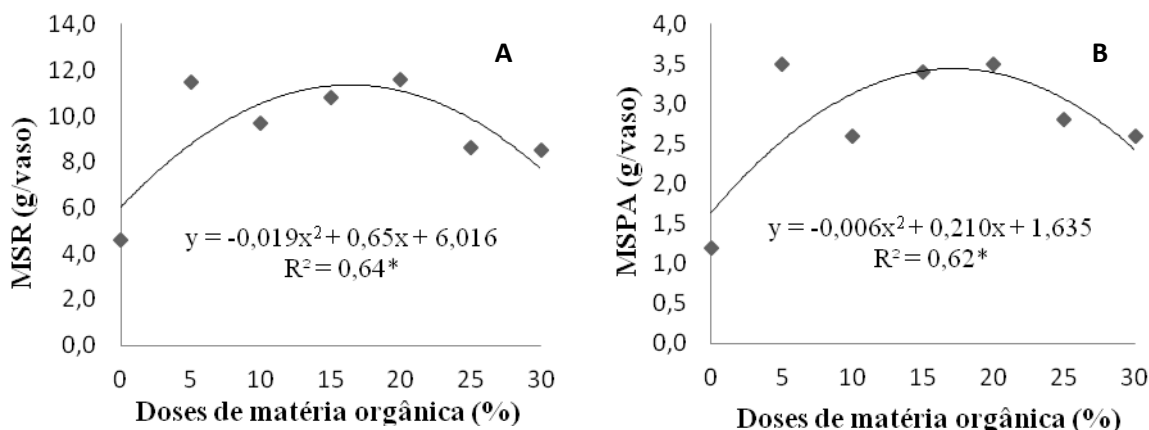 A
MSR (g/vaso)
14,0
12,0
10,0
8,0
6,0
4,0
2,0
0,0
y = -0,019x² + 0,65x + 6,016
R² = 0,64*
0 5 10 15 20 25 30
Doses de matéria orgânica (%)
B
MSPA (g/vaso)
4,0
3,5
3,0
2,5
2,0
1,5
1,0
0,5
0,0
y = -0,006x² + 0,210x + 1,635
R² = 0,62*
0 5 10 15 20 25 30
Doses de matéria orgânica (%)